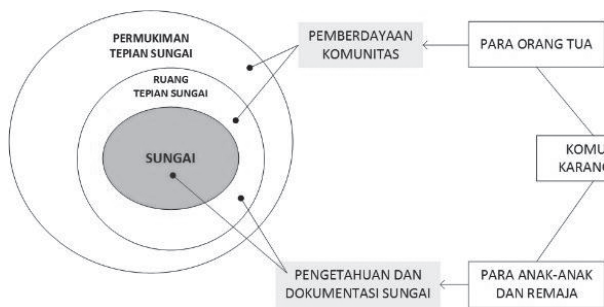 PERMUKIMAN
TEPIAN SUNGAI
RUANG
TEPIAN SUNGAI
SUNGAI
PEMBERDAYAAN
KOMUNITAS
PARA ORANG TUA
PENGETAHUAN DAN
DOKUMENTASI SUNGAI
PARA ANAK-ANAK
DAN REMAJA